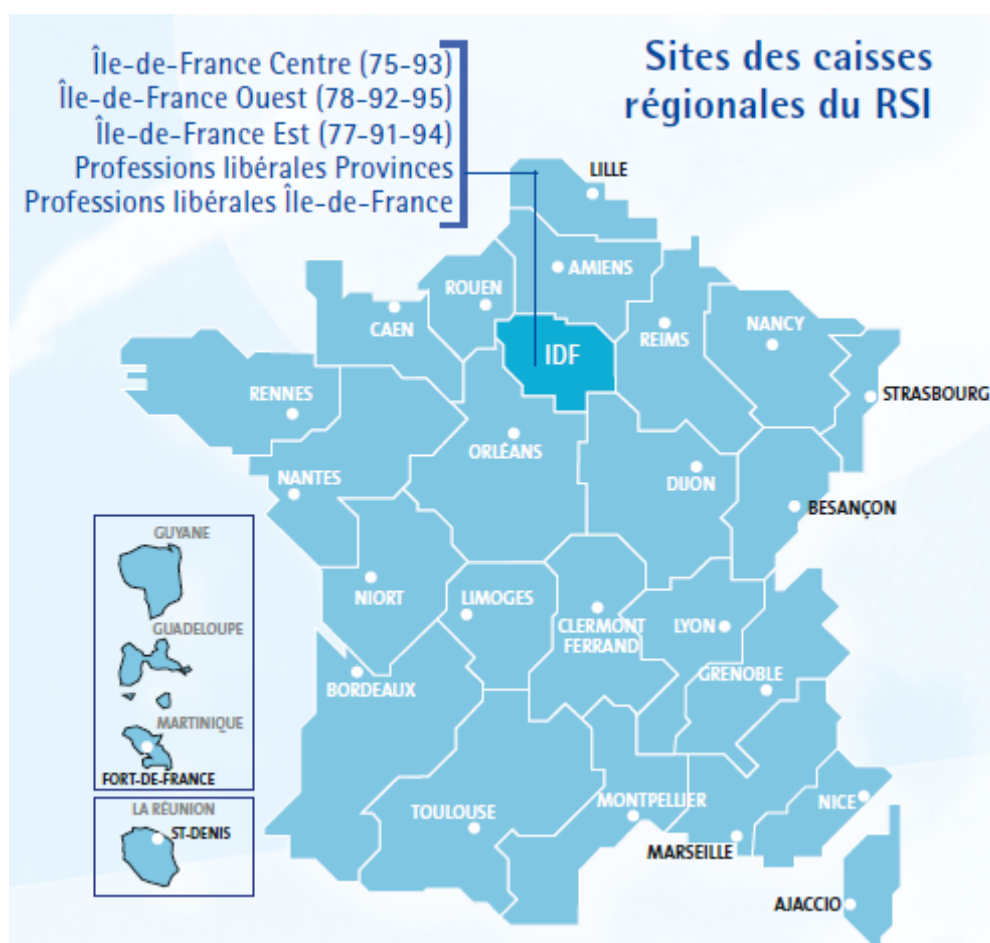 Île-de-France Centre (75-93)
Île-de-France Ouest (78-92-95)
Île-de-France Est (77-91-94)
Professions libérales Provinces
Professions libérales Île-de-France
Sites des caisses
régionales du RSI
LILLE
AMIENS
ROUEN
CAEN
REIMS
NANCY
IDF
STRASBOURG
RENNES
ORLÉANS
NANTES
DIJON
BESANÇON
GUYANE
NIORT
LIMOGES
CLERMONT
FERRAND
LYON
GUADELOUPE
GRENOBLE
BORDEAUX
MARTINIQUE
FORT-DE-FRANCE
LA RÉUNION
ST-DENIS
TOULOUSE
MONTPELLIER
NICE
MARSEILLE
AJACCIO